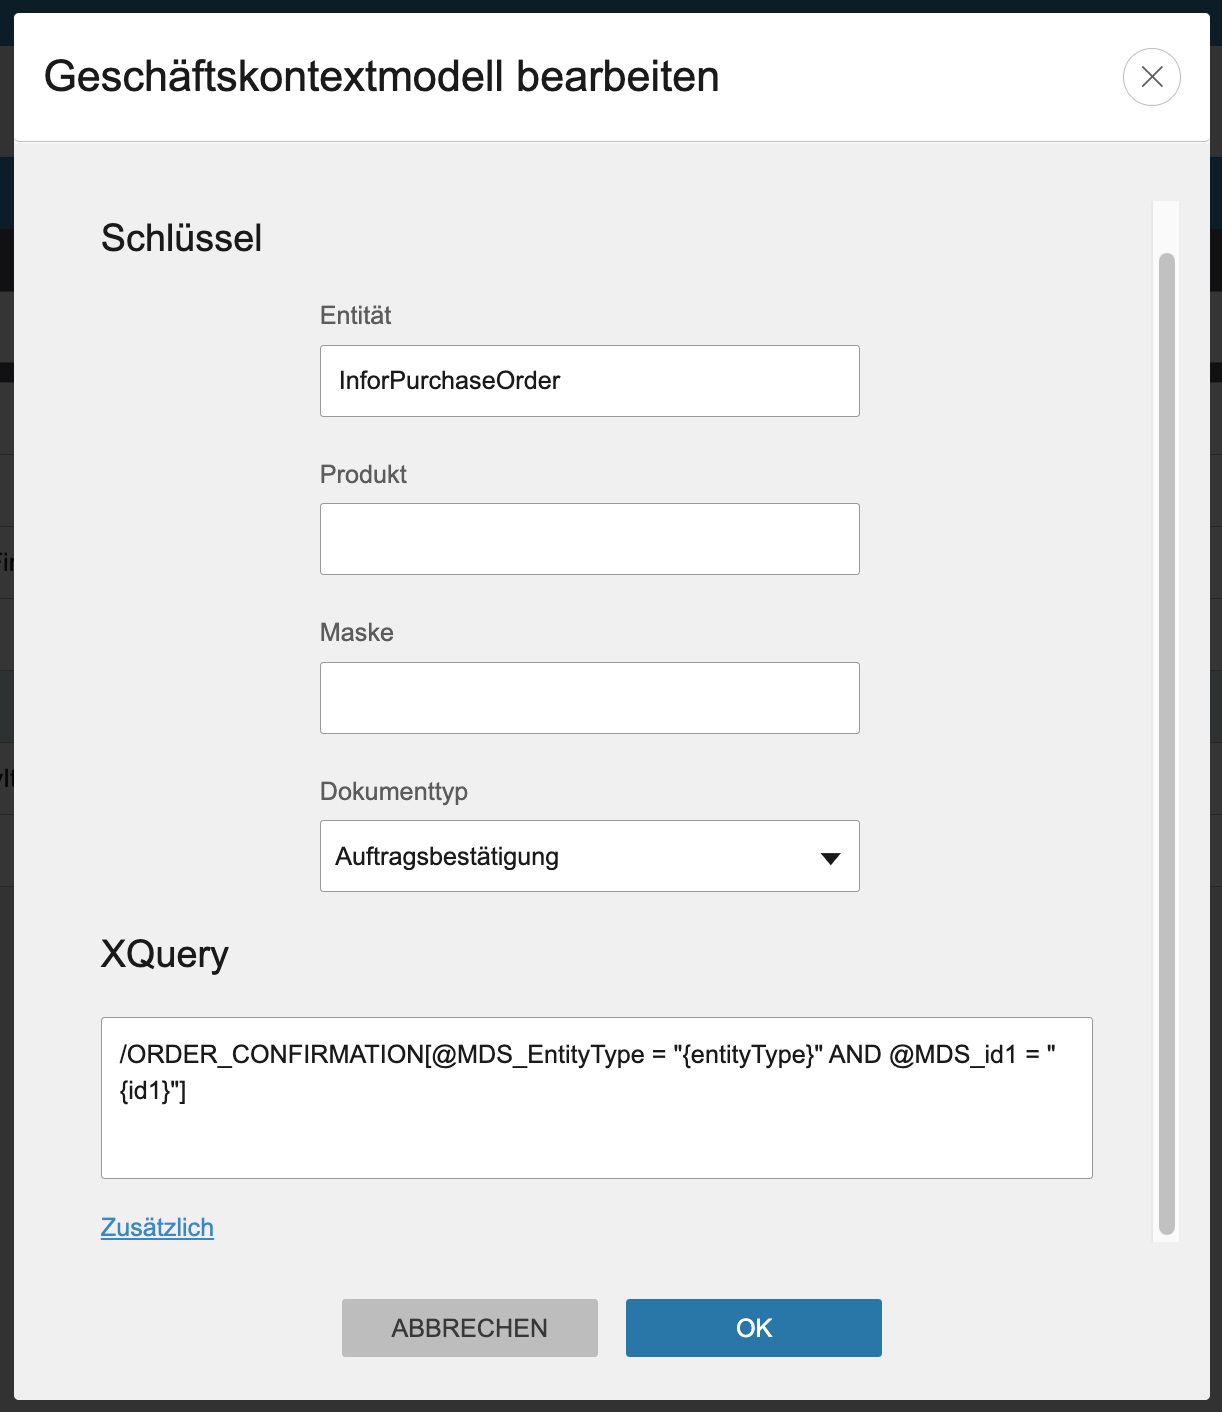 Geschäftskontextmodell bearbeiten
Schlüssel
Entität
InforPurchaseOrder
Produkt
Maske
Dokumenttyp
Auftragsbestätigung
XQuery
/ORDER_CONFIRMATION[@MDS_EntityType = "{entityType}" AND @MDS_id1 = "
{id1}"]
Zusätzlich
ABBRECHEN
OK